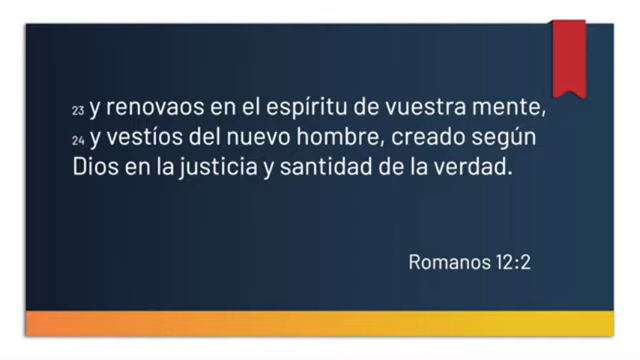 23 y renovaos en el espíritu de vuestra mente,
24 y vestíos del nuevo hombre, creado según
Dios en la justicia y santidad de la verdad.
Romanos 12:2